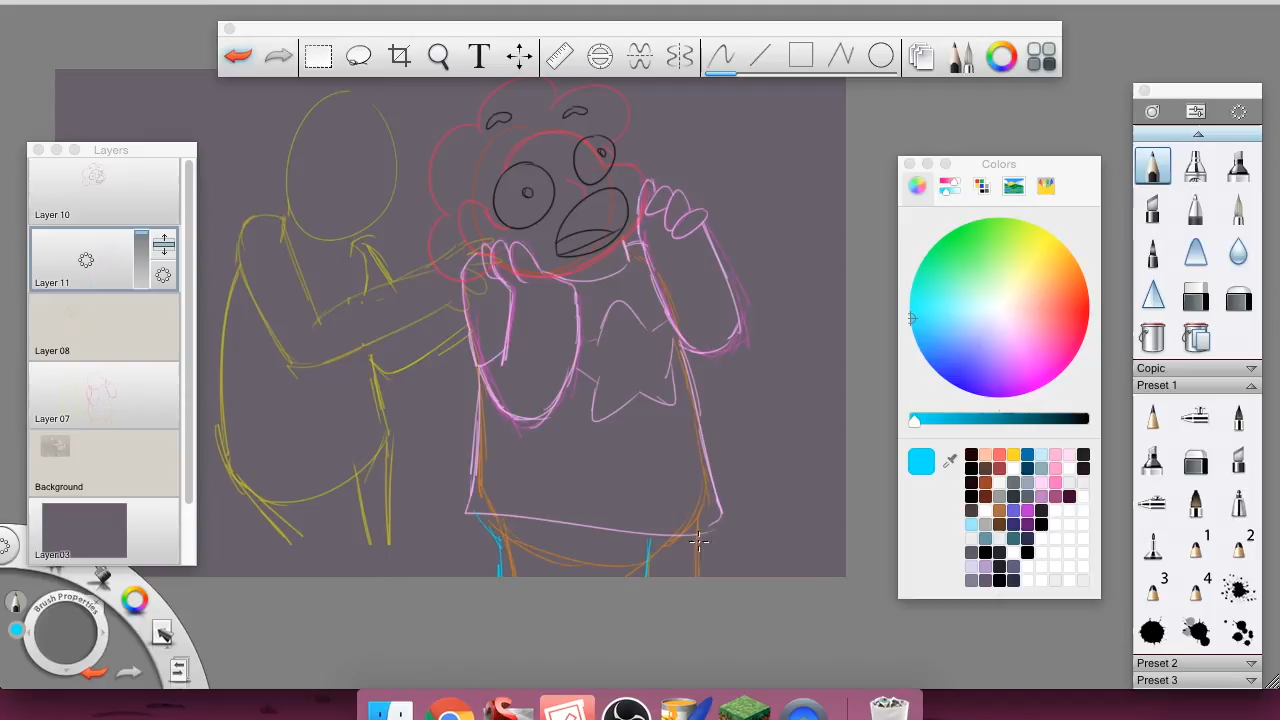 T
Layers
Layer 10
Layer 11
Layer 08
Layer 07
Background
Layer 03
Brush Properties
Colors
Copic
Preset 1
1
2
3
4
Preset 2
Preset 3